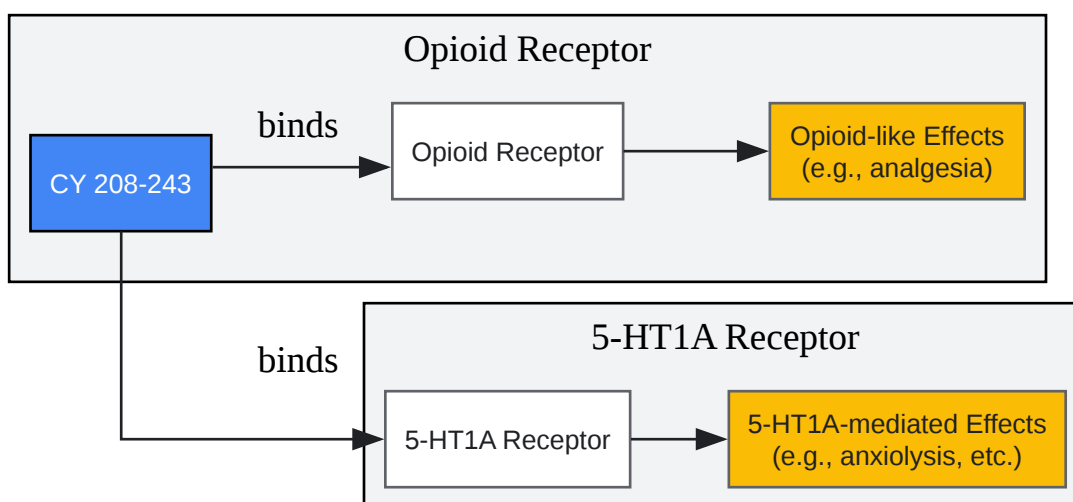 Opioid Receptor
binds
CY 208-243
Opioid Receptor
Opioid-like Effects
(e.g., analgesia)
5-HT1A Receptor
binds
5-HT1A Receptor
5-HT1A-mediated Effects
(e.g., anxiolysis, etc.)